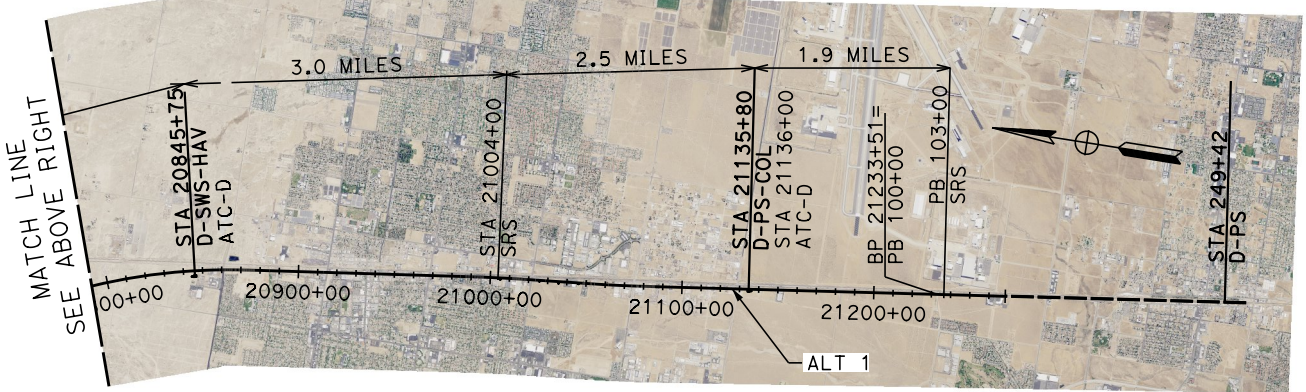 MATCH LINE
SEE ABOVE RIGHT
3.0 MILES
2.5 MILES
1.9 MILES
STA 20845+75
D-SWS-HAV
ATC-D
STA 21004+00
SRS
STA 21135+80
D-PS-COL
STA 21136+00
ATC-D
BP 21233+51=
PB 100+00
PB 103+00
SRS
STA 249+42
D-PS
00+00
20900+00
21000+00
21100+00
21200+00
ALT 1